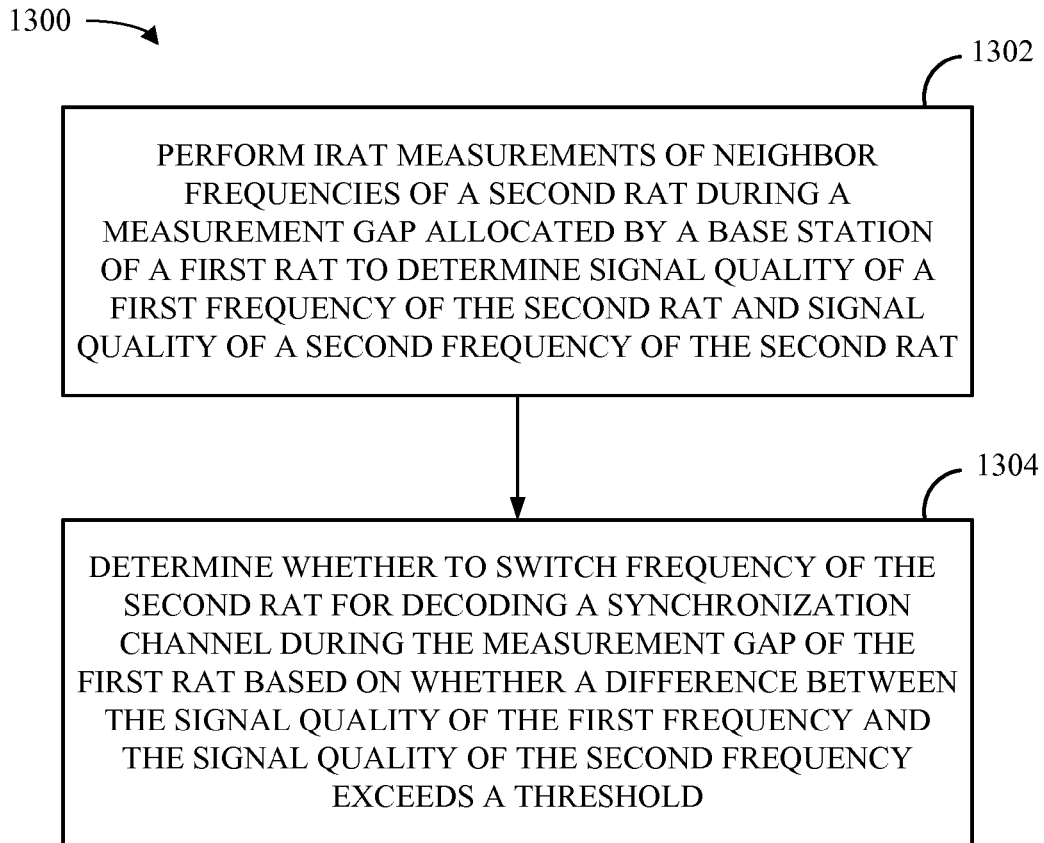 1300
1302
PERFORM IRAT MEASUREMENTS OF NEIGHBOR
FREQUENCIES OF A SECOND RAT DURING A
MEASUREMENT GAP ALLOCATED BY A BASE STATION
OF A FIRST RAT TO DETERMINE SIGNAL QUALITY OF A
FIRST FREQUENCY OF THE SECOND RAT AND SIGNAL
QUALITY OF A SECOND FREQUENCY OF THE SECOND RAT
1304
DETERMINE WHETHER TO SWITCH FREQUENCY OF THE
SECOND RAT FOR DECODING A SYNCHRONIZATION
CHANNEL DURING THE MEASUREMENT GAP OF THE
FIRST RAT BASED ON WHETHER A DIFFERENCE BETWEEN
THE SIGNAL QUALITY OF THE FIRST FREQUENCY AND
THE SIGNAL QUALITY OF THE SECOND FREQUENCY
EXCEEDS A THRESHOLD